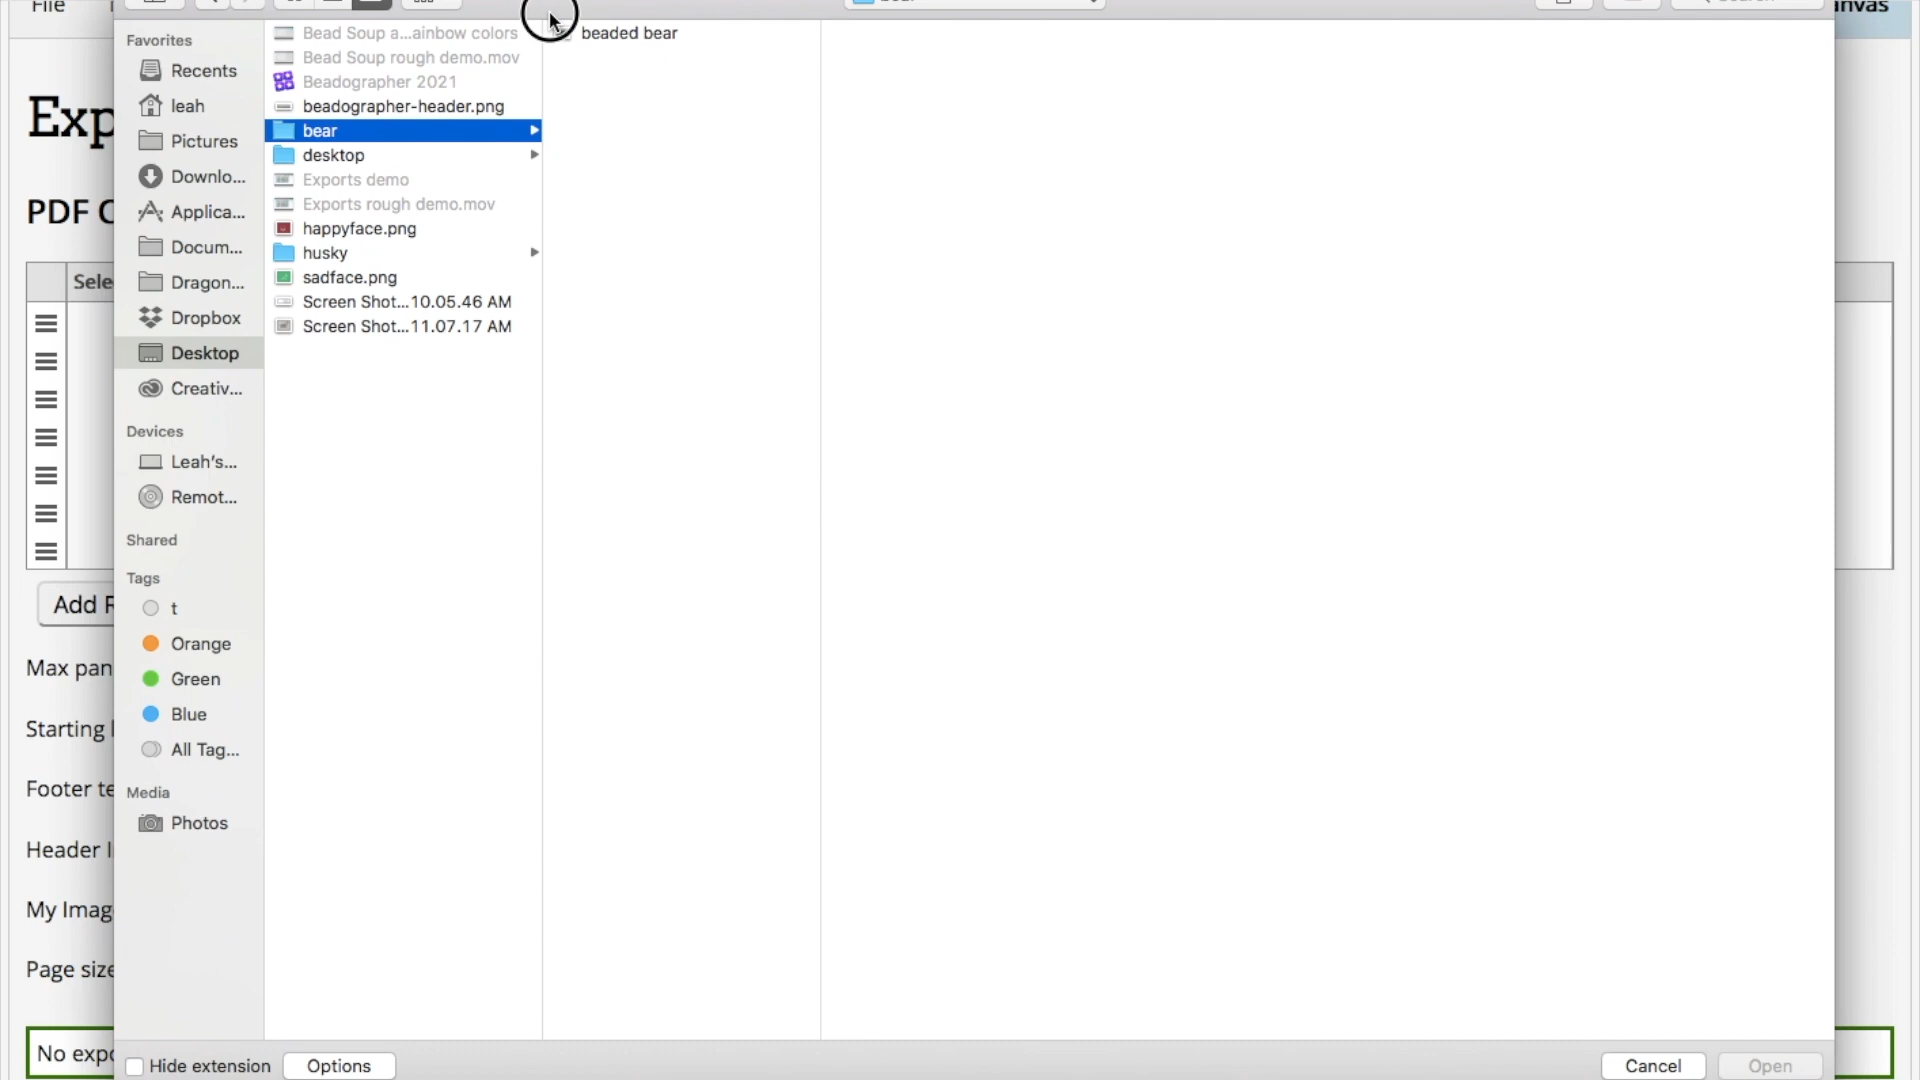 File
nvas
Favorites
Recents
leah
Pictures
Downlo...
Applica...
Docum...
Dragon...
Dropbox
Desktop
Creativ...
Devices
Leah's...
Remot...
Shared
Tags
t
Orange
Green
Blue
All Tag...
Media
Photos
Bead Soup a...ainbow colors
Bead Soup rough demo.mov
Beadographer 2021
beadographer-header.png
bear
desktop
Exports demo
Exports rough demo.mov
happyface.png
husky
sadface.png
Screen Shot...10.05.46 AM
Screen Shot...11.07.17 AM
beaded bear
Exp
PDF C
Sele
Add R
Max pan
Starting
Footer te
Header I
My Imag
Page size
No expo
Hide extension
Options
Cancel
Open